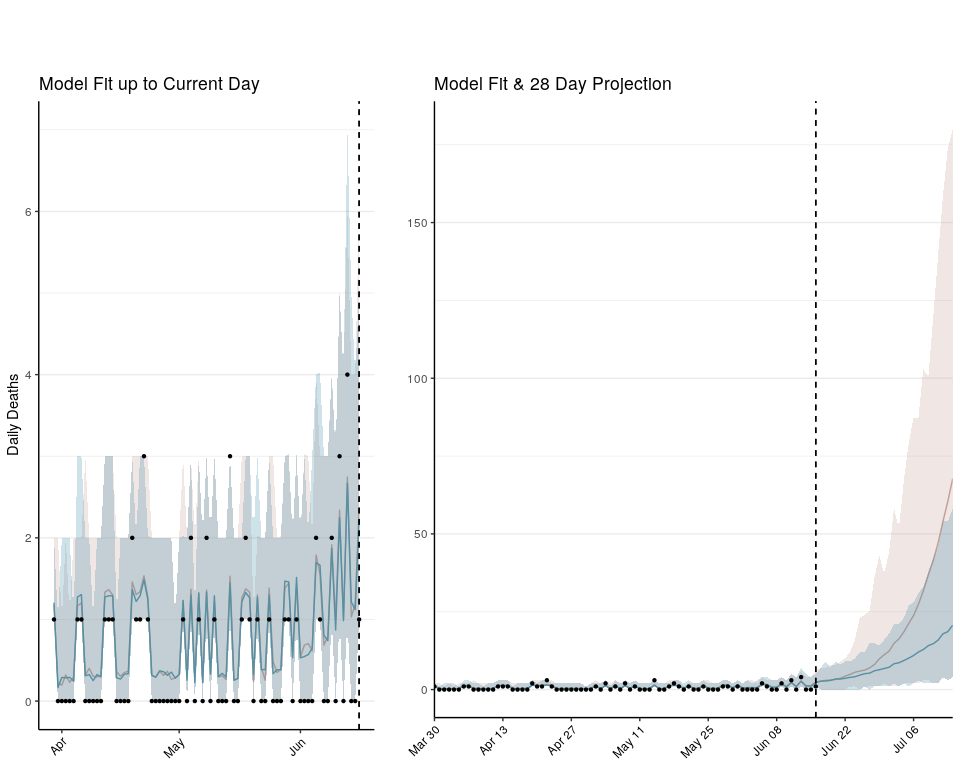 Model Fit up to Current Day
Model Fit & 28 Day Projection
Daily Deaths
6
4
2
0
Apr
May
Jun
150
100
50
0
Mar 30
Apr 13
Apr 27
May 11
May 25
Jun 08
Jun 22
Jul 06